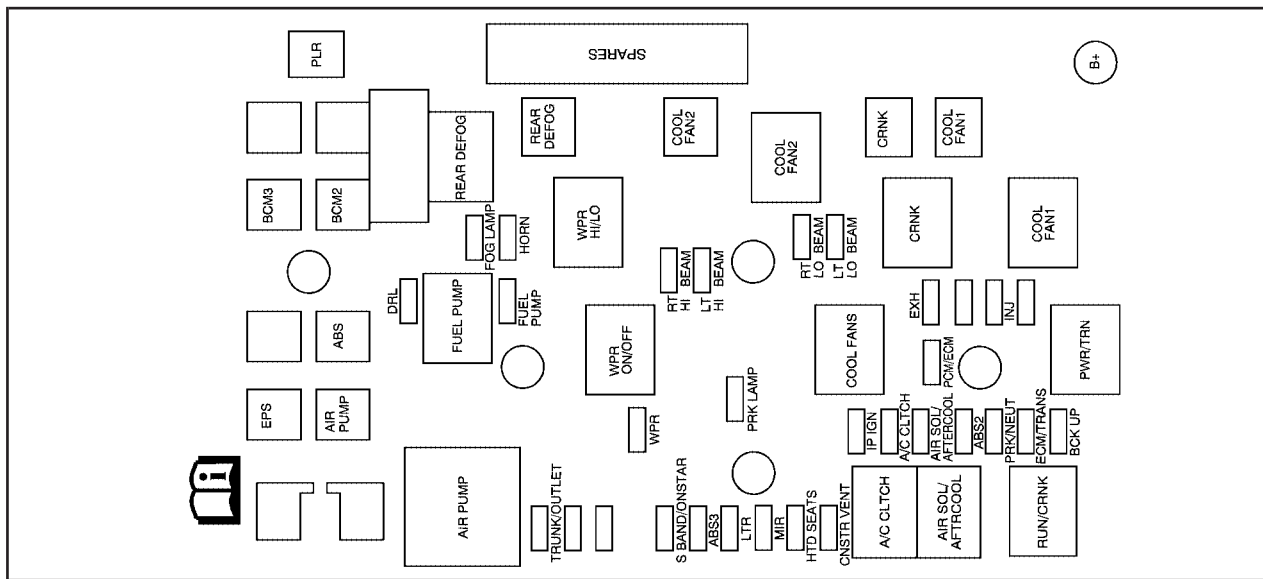 PLR
SPARES
B+
REAR DEFOG
COOL
FAN2
CRNK
COOL
FAN1
REAR
DEFOG
COOL
FAN2
BCM3
BCM2
WPR
HI/LO
CRNK
COOL
FAN1
FOG LAMP
HORN
RT
LO BEAM
LT
LO BEAM
RT
HI BEAM
LT
HI BEAM
DRL
FUEL PUMP
FUEL
PUMP
EXH
INJ
ABS
WPR
ON/OFF
COOL FANS
PCM/ECM
PWR/TRN
EPS
AIR
PUMP
WPR
PRK LAMP
IP IGN
A/C CLTCH
AIR SOL/
AFTERCOOL
ABS2
PRK/NEUT
ECM/TRANS
BCK UP
i
AiR PUMP
TRUNK/OUTLET
S BAND/ONSTAR
ABS3
LTR
MIR
HTD SEATS
CNSTR VENT
A/C CLTCH
AIR SOL/
AFTRCOOL
RUN/CRNK